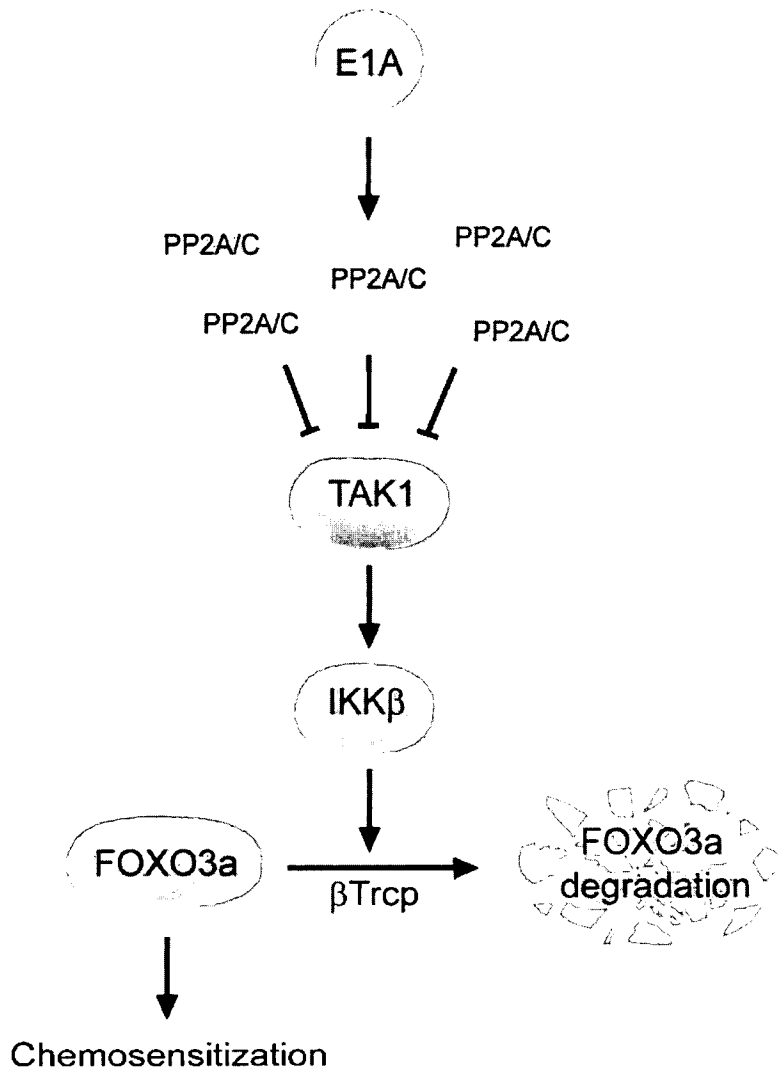 E1A
PP2A/C
PP2A/C
PP2A/C
PP2A/C
PP2A/C
TAK1
IKKβ
FOXO3a
βTrcp
FOXO3a
degradation
Chemosensitization